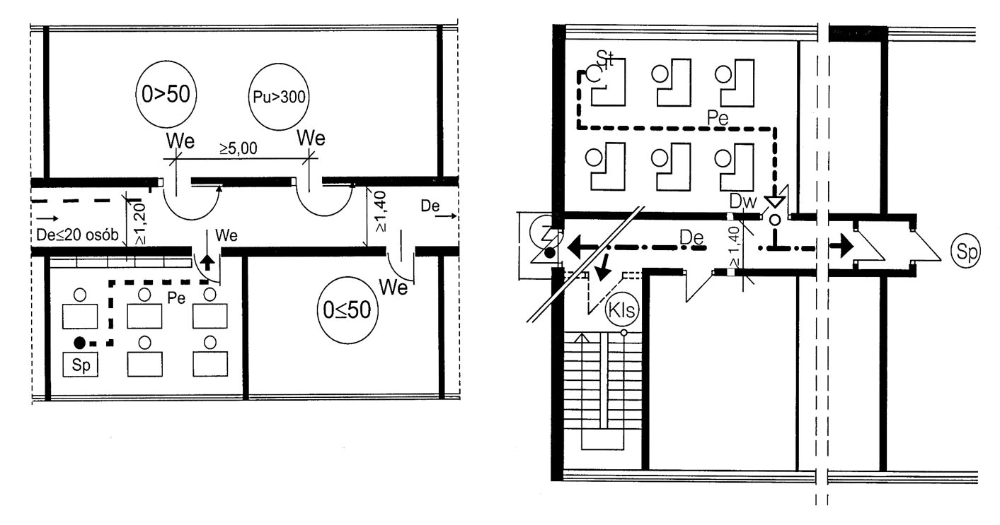 0>50
Pu>300
We
We
≥5,00
≥1,20
≥1,40
De
De≤20 osób
We
Pe
We
0≤50
Sp
St
Pe
Dw
Z
De
≥1,40
Sp
Kls